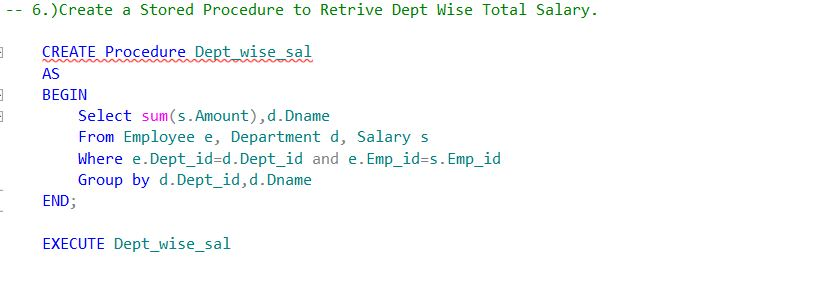 -- 6.)Create a Stored Procedure to Retrive Dept Wise Total Salary.
CREATE Procedure Dept_wise_sal
AS
BEGIN
Select sum(s.Amount),d.Dname
From Employee e, Department d, Salary s
Where e.Dept_id=d.Dept_id and e.Emp_id=s.Emp_id
Group by d.Dept_id,d.Dname
END;
EXECUTE Dept_wise_sal